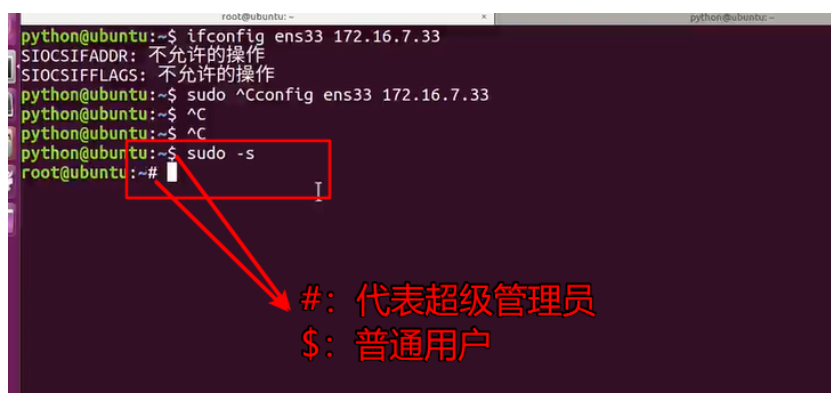 root@ubuntu: ~ × python@ubuntu: ~
python@ubuntu:~$ ifconfig ens33 172.16.7.33
SIOCSIFADDR: 不允许的操作
SIOCSIFFLAGS: 不允许的操作
python@ubuntu:~$ sudo ^Cconfig ens33 172.16.7.33
python@ubuntu:~$ ^C
python@ubuntu:~$ ^C
python@ubuntu:~$ sudo -s
root@ubuntu:~#
#：代表超级管理员
$：普通用户